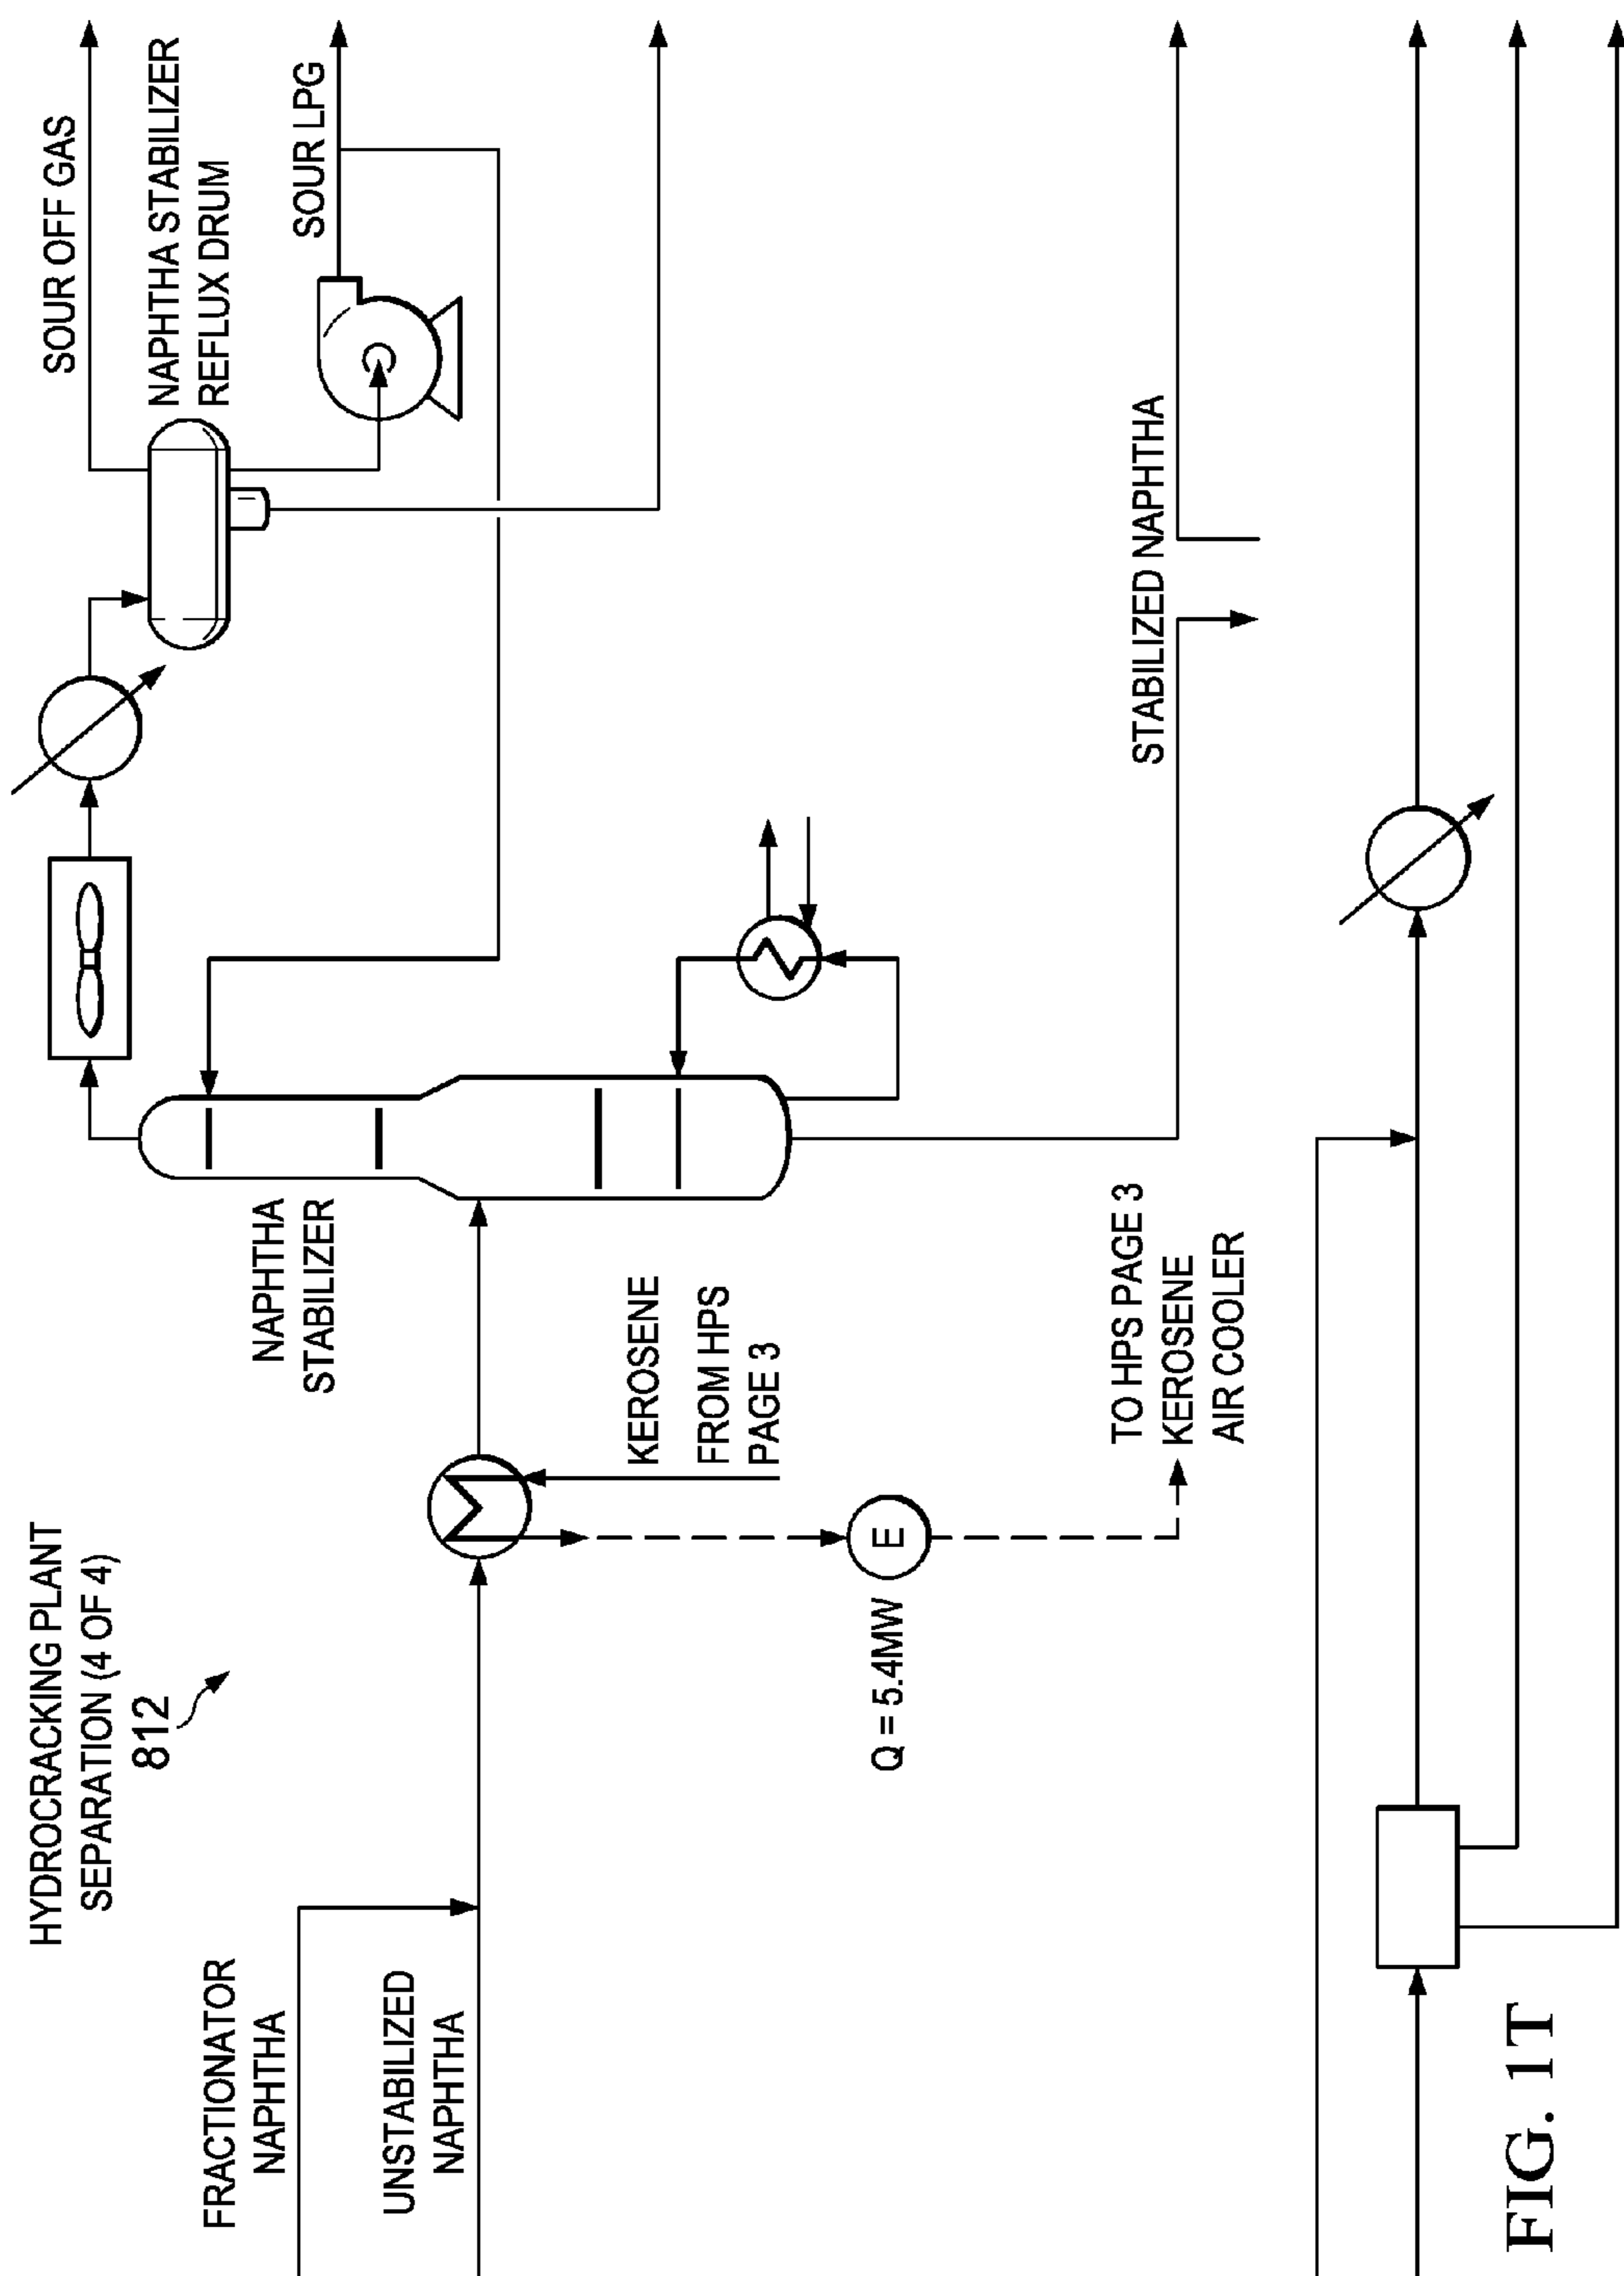 HYDROCRACKING PLANT
SEPARATION (4 OF 4)
812
FRACTIONATOR
NAPHTHA
UNSTABILIZED
NAPHTHA
NAPHTHA
STABILIZER
KEROSENE
FROM HPS
PAGE 3
E
Q = 5.4MW
TO HPS PAGE 3
KEROSENE
AIR COOLER
SOUR OFF GAS
NAPHTHA STABILIZER
REFLUX DRUM
SOUR LPG
STABILIZED NAPHTHA
FIG. 1T